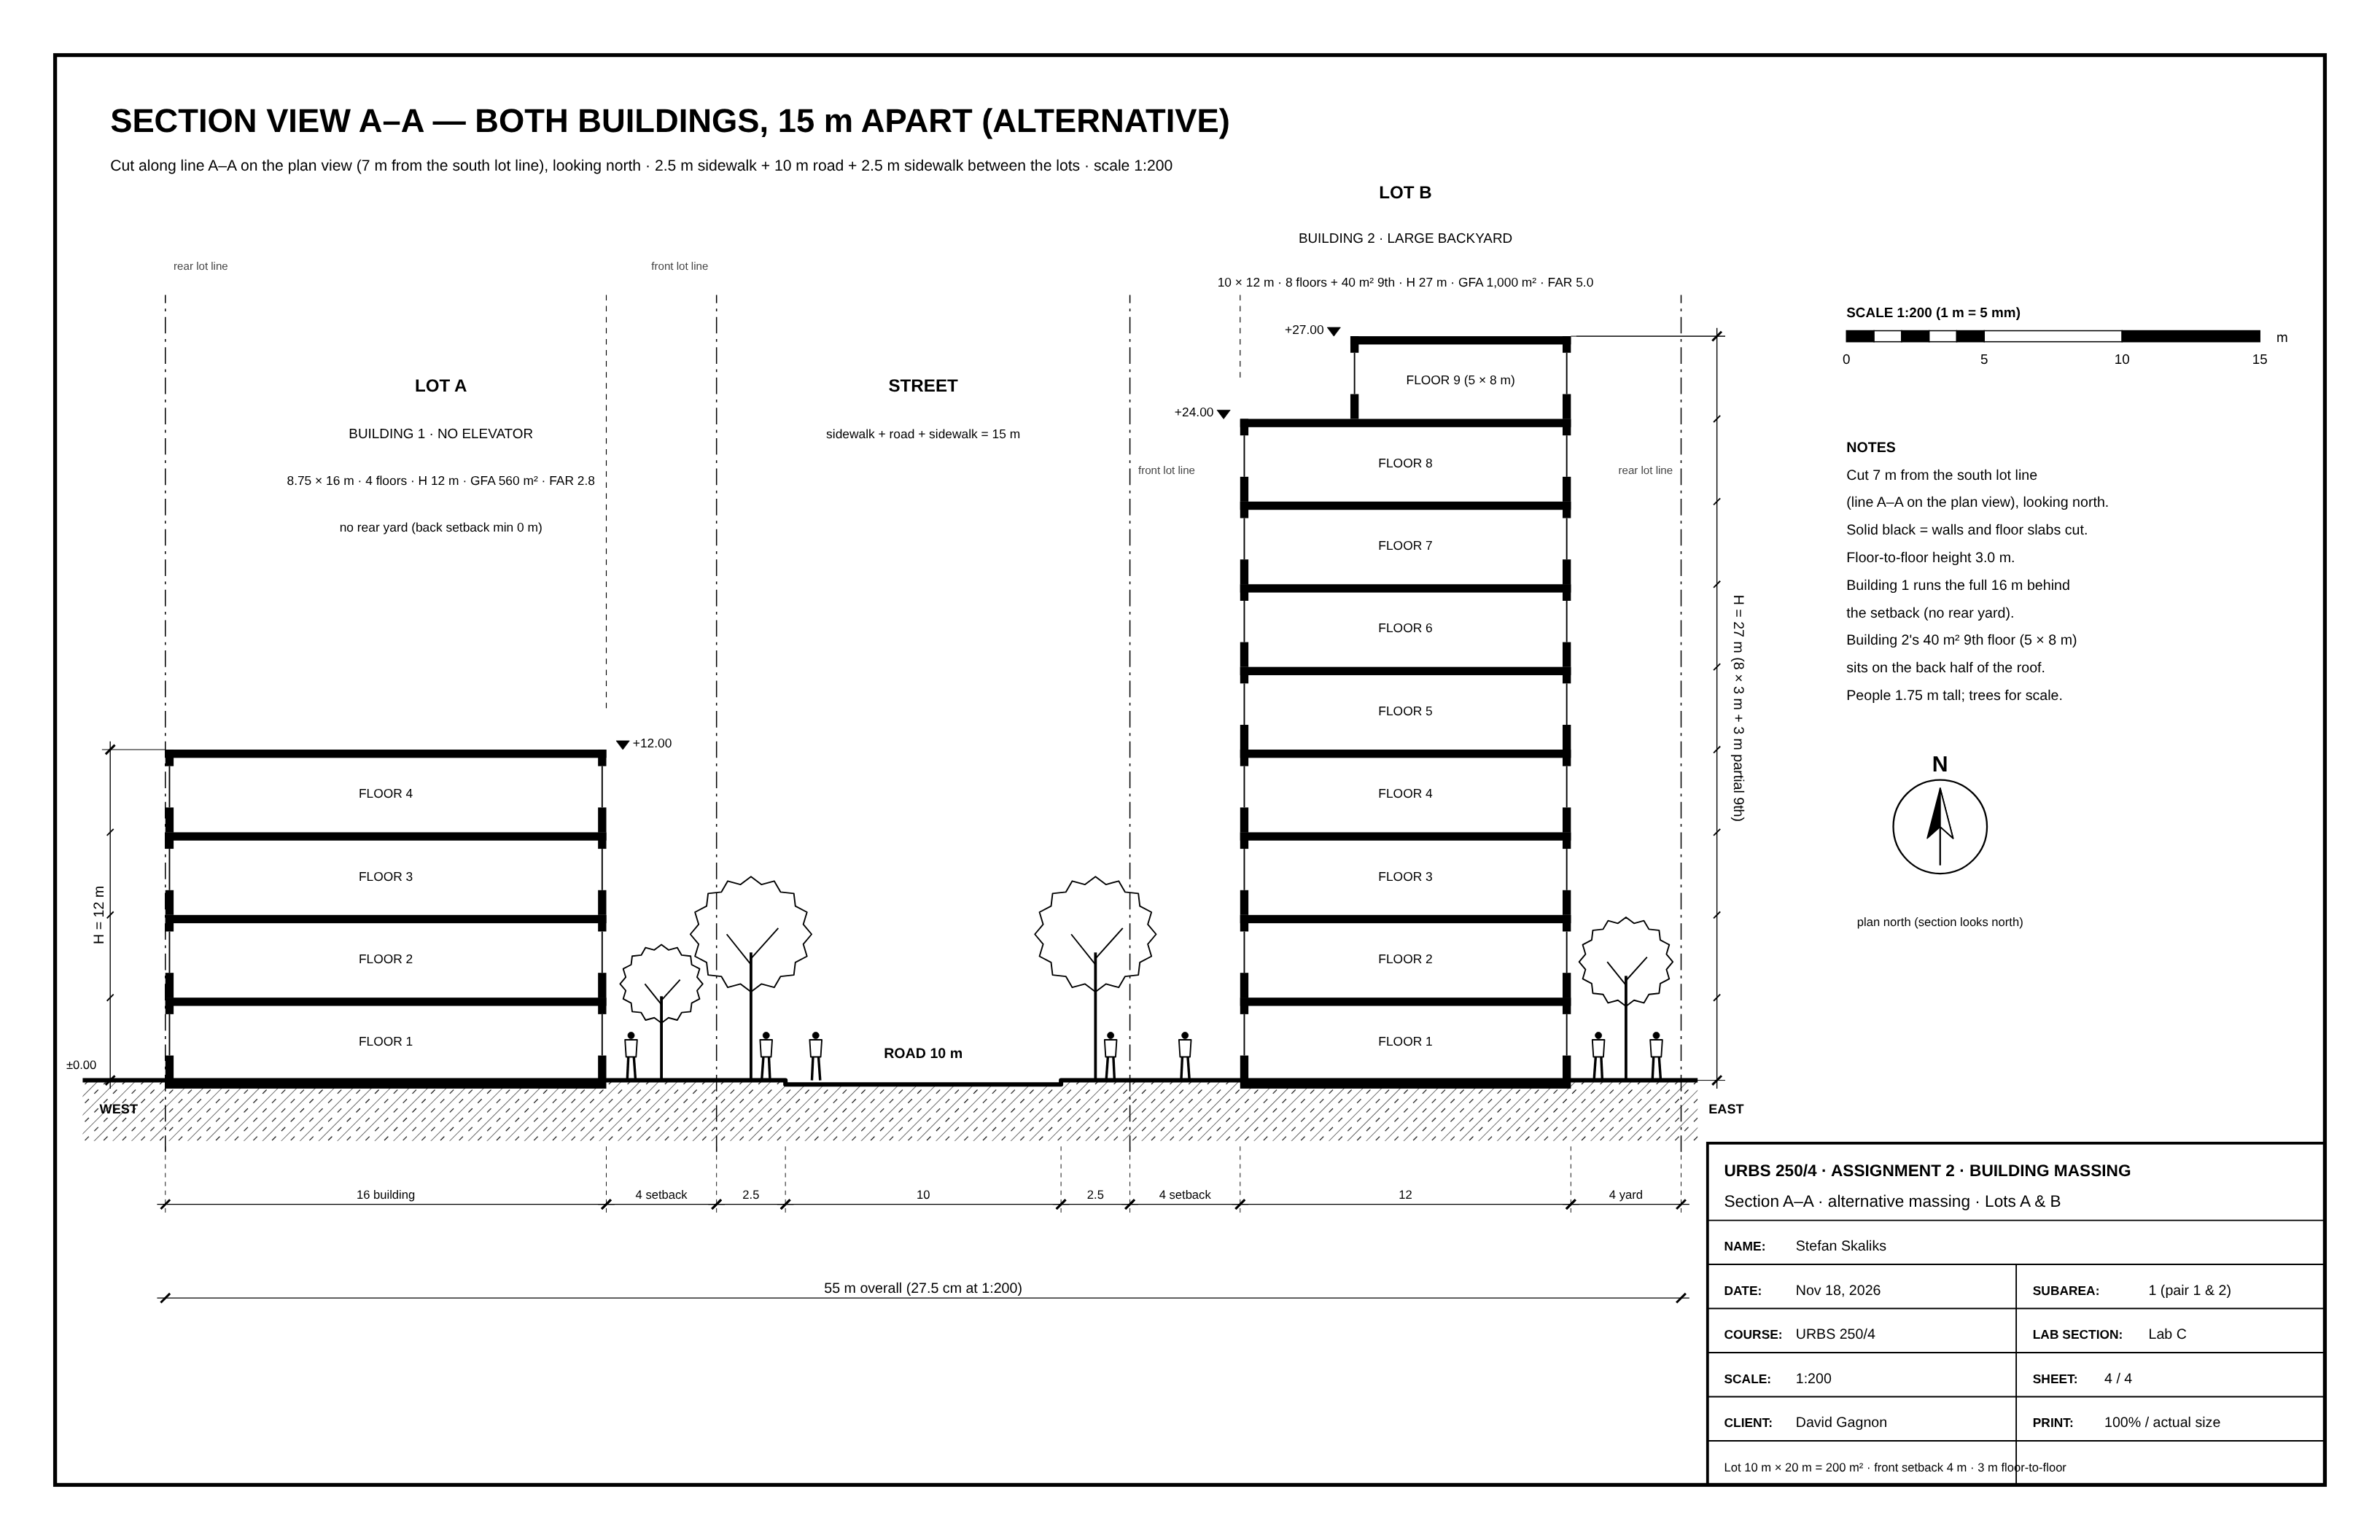 SECTION VIEW A–A — BOTH BUILDINGS, 15 m APART (ALTERNATIVE)
Cut along line A–A on the plan view (7 m from the south lot line), looking north · 2.5 m sidewalk + 10 m road + 2.5 m sidewalk between the lots · scale 1:200
LOT B
BUILDING 2 · LARGE BACKYARD
10 × 12 m · 8 floors + 40 m² 9th · H 27 m · GFA 1,000 m² · FAR 5.0
rear lot line
front lot line
LOT A
BUILDING 1 · NO ELEVATOR
8.75 × 16 m · 4 floors · H 12 m · GFA 560 m² · FAR 2.8
no rear yard (back setback min 0 m)
STREET
sidewalk + road + sidewalk = 15 m
front lot line
rear lot line
+27.00
+24.00
FLOOR 9 (5 × 8 m)
FLOOR 8
FLOOR 7
FLOOR 6
FLOOR 5
FLOOR 4
FLOOR 3
FLOOR 2
FLOOR 1
H = 27 m (8 × 3 m + 3 m partial 9th)
+12.00
FLOOR 4
FLOOR 3
FLOOR 2
FLOOR 1
H = 12 m
±0.00
ROAD 10 m
WEST
EAST
16 building
4 setback
2.5
10
2.5
4 setback
12
4 yard
55 m overall (27.5 cm at 1:200)
SCALE 1:200 (1 m = 5 mm)
m
0 5 10 15
NOTES
Cut 7 m from the south lot line
(line A–A on the plan view), looking north.
Solid black = walls and floor slabs cut.
Floor-to-floor height 3.0 m.
Building 1 runs the full 16 m behind
the setback (no rear yard).
Building 2's 40 m² 9th floor (5 × 8 m)
sits on the back half of the roof.
People 1.75 m tall; trees for scale.
N
plan north (section looks north)
URBS 250/4 · ASSIGNMENT 2 · BUILDING MASSING
Section A–A · alternative massing · Lots A & B
NAME: Stefan Skaliks
DATE: Nov 18, 2026
SUBAREA: 1 (pair 1 & 2)
COURSE: URBS 250/4
LAB SECTION: Lab C
SCALE: 1:200
SHEET: 4 / 4
CLIENT: David Gagnon
PRINT: 100% / actual size
Lot 10 m × 20 m = 200 m² · front setback 4 m · 3 m floor-to-floor